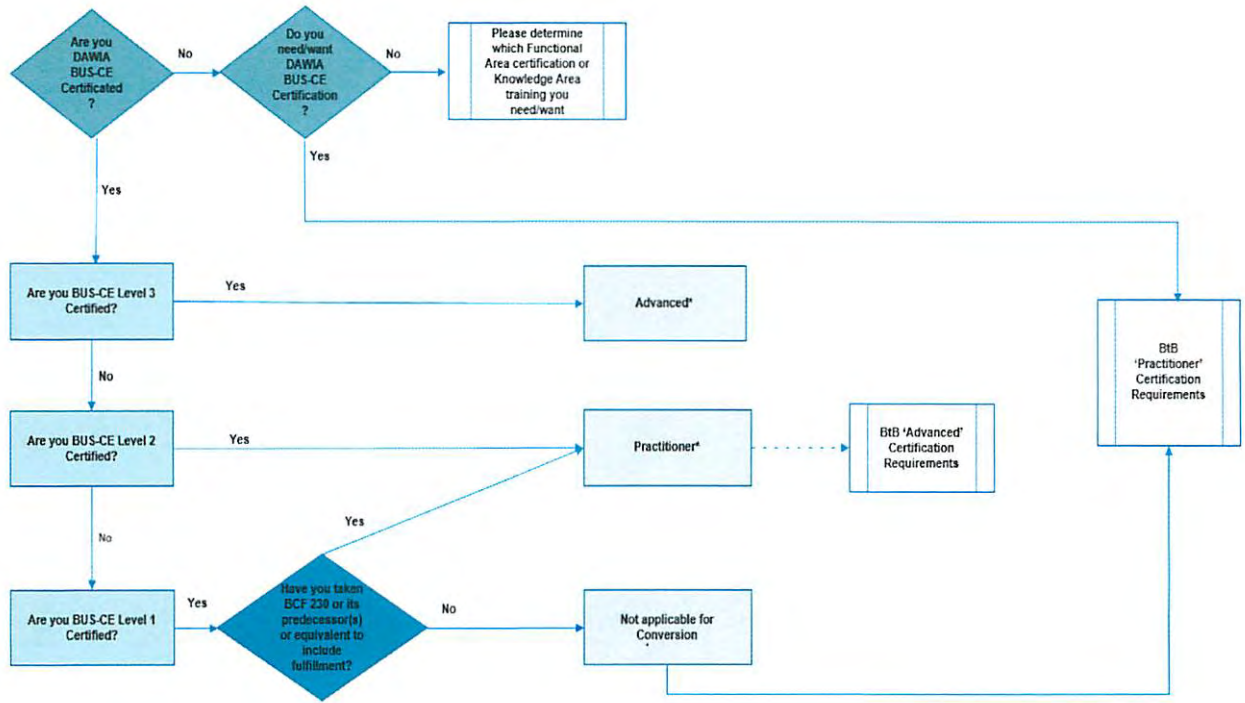 Are you
DAWIA
BUS-CE
Certificated
?
No
Do you
need/want
DAWIA
BUS-CE
Certification
?
No
Please determine
which Functional
Area certification or
Knowledge Area
training you
need/want
Yes
Yes
Are you BUS-CE Level 3
Certified?
Yes
Advanced*
BtB
'Practitioner'
Certification
Requirements
No
Are you BUS-CE Level 2
Certified?
Yes
Practitioner*
BtB 'Advanced'
Certification
Requirements
Yes
No
Are you BUS-CE Level 1
Certified?
Yes
Have you taken
BCF 230 or its
predecessor(s)
or equivalent to
include
fulfillment?
No
Not applicable for
Conversion